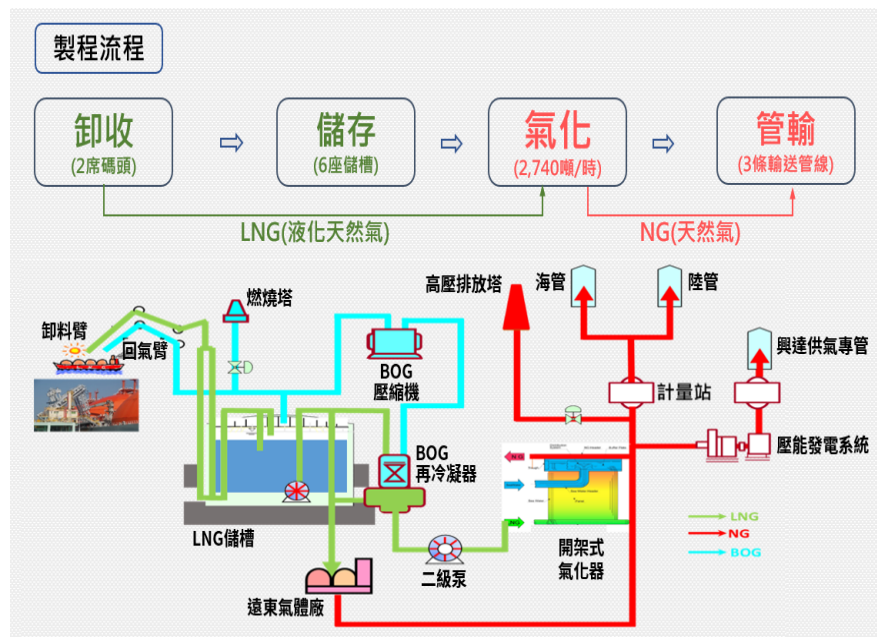 製程流程
卸收
(2席碼頭)
儲存
(6座儲槽)
氣化
(2,740噸/時)
管輸
(3條輸送管線)
LNG(液化天然氣)
NG(天然氣)
燃燒塔
高壓排放塔
海管
陸管
卸料臂
回氣臂
BOG
壓縮機
興達供氣專管
計量站
壓能發電系統
BOG
再冷凝器
N.G
LNG
LNG儲槽
二級泵
開架式
氣化器
遠東氣體廠
LNG
NG
BOG